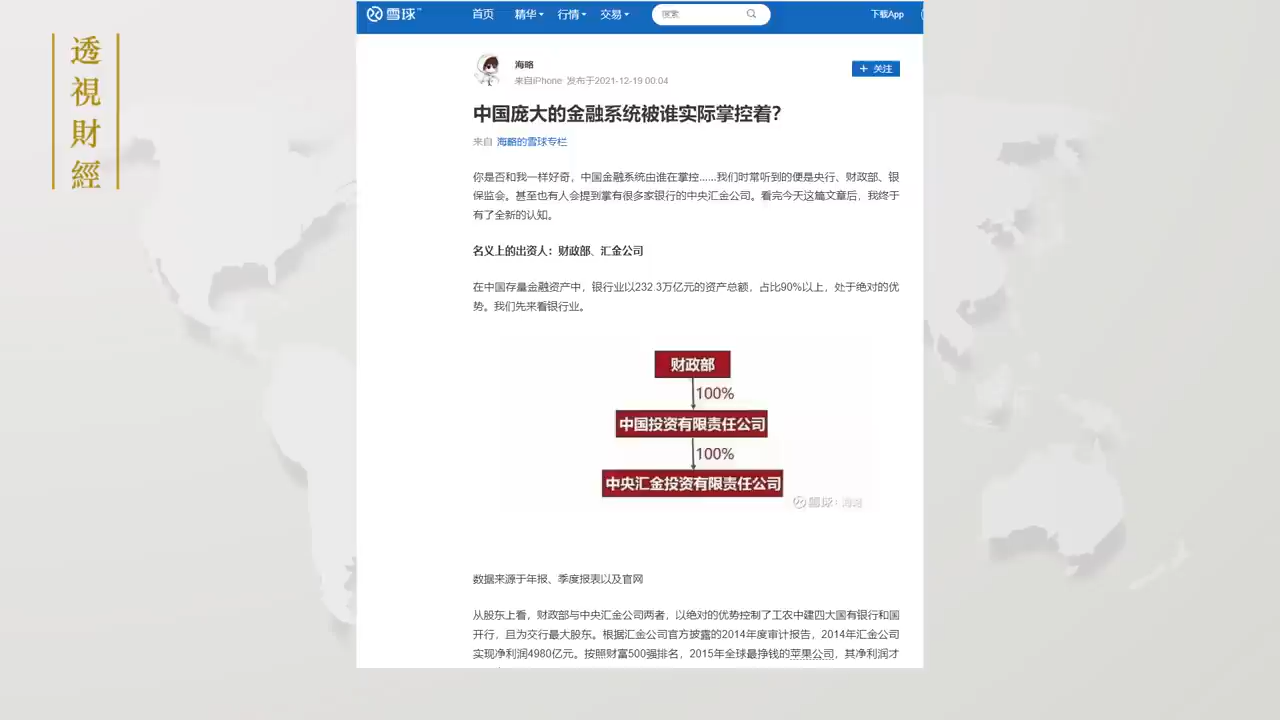 透視財經
雪球
首页 精华 行情 交易 搜索 下载App
海略
来自iPhone 发布于2021-12-19 00:04
+ 关注
中国庞大的金融系统被谁实际掌控着?
来自 海略的雪球专栏
你是否和我一样好奇，中国金融系统由谁在掌控......我们时常听到的便是央行、财政部、银
保监会。甚至也有人会提到掌有很多家银行的中央汇金公司。看完今天这篇文章后，我终于
有了全新的认知。
名义上的出资人：财政部、汇金公司
在中国存量金融资产中，银行业以232.3万亿元的资产总额，占比90%以上，处于绝对的优
势。我们先来看银行业。
财政部
100%
中国投资有限责任公司
100%
中央汇金投资有限责任公司
雪球：海略
数据来源于年报、季度报表以及官网
从股东上看，财政部与中央汇金公司两者，以绝对的优势控制了工农中建四大国有银行和国
开行，且为交行最大股东。根据汇金公司官方披露的2014年度审计报告，2014年汇金公司
实现净利润4980亿元。按照财富500强排名，2015年全球最挣钱的苹果公司，其净利润才